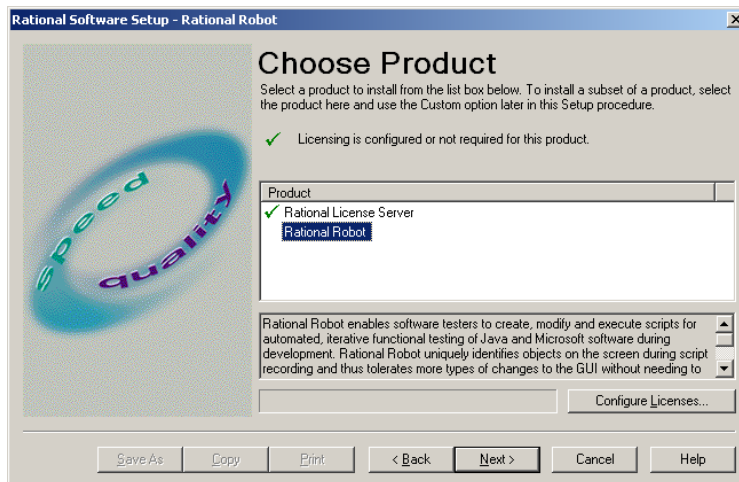 Rational Software Setup - Rational Robot
speed
quality
Choose Product
Select a product to install from the list box below. To install a subset of a product, select
the product here and use the Custom option later in this Setup procedure.
Licensing is configured or not required for this product.
Product
Rational License Server
Rational Robot
Rational Robot enables software testers to create, modify and execute scripts for
automated, iterative functional testing of Java and Microsoft software during
development. Rational Robot uniquely identifies objects on the screen during script
recording and thus tolerates more types of changes to the GUI without needing to
Configure Licenses...
Save As
Copy
Print
< Back
Next >
Cancel
Help